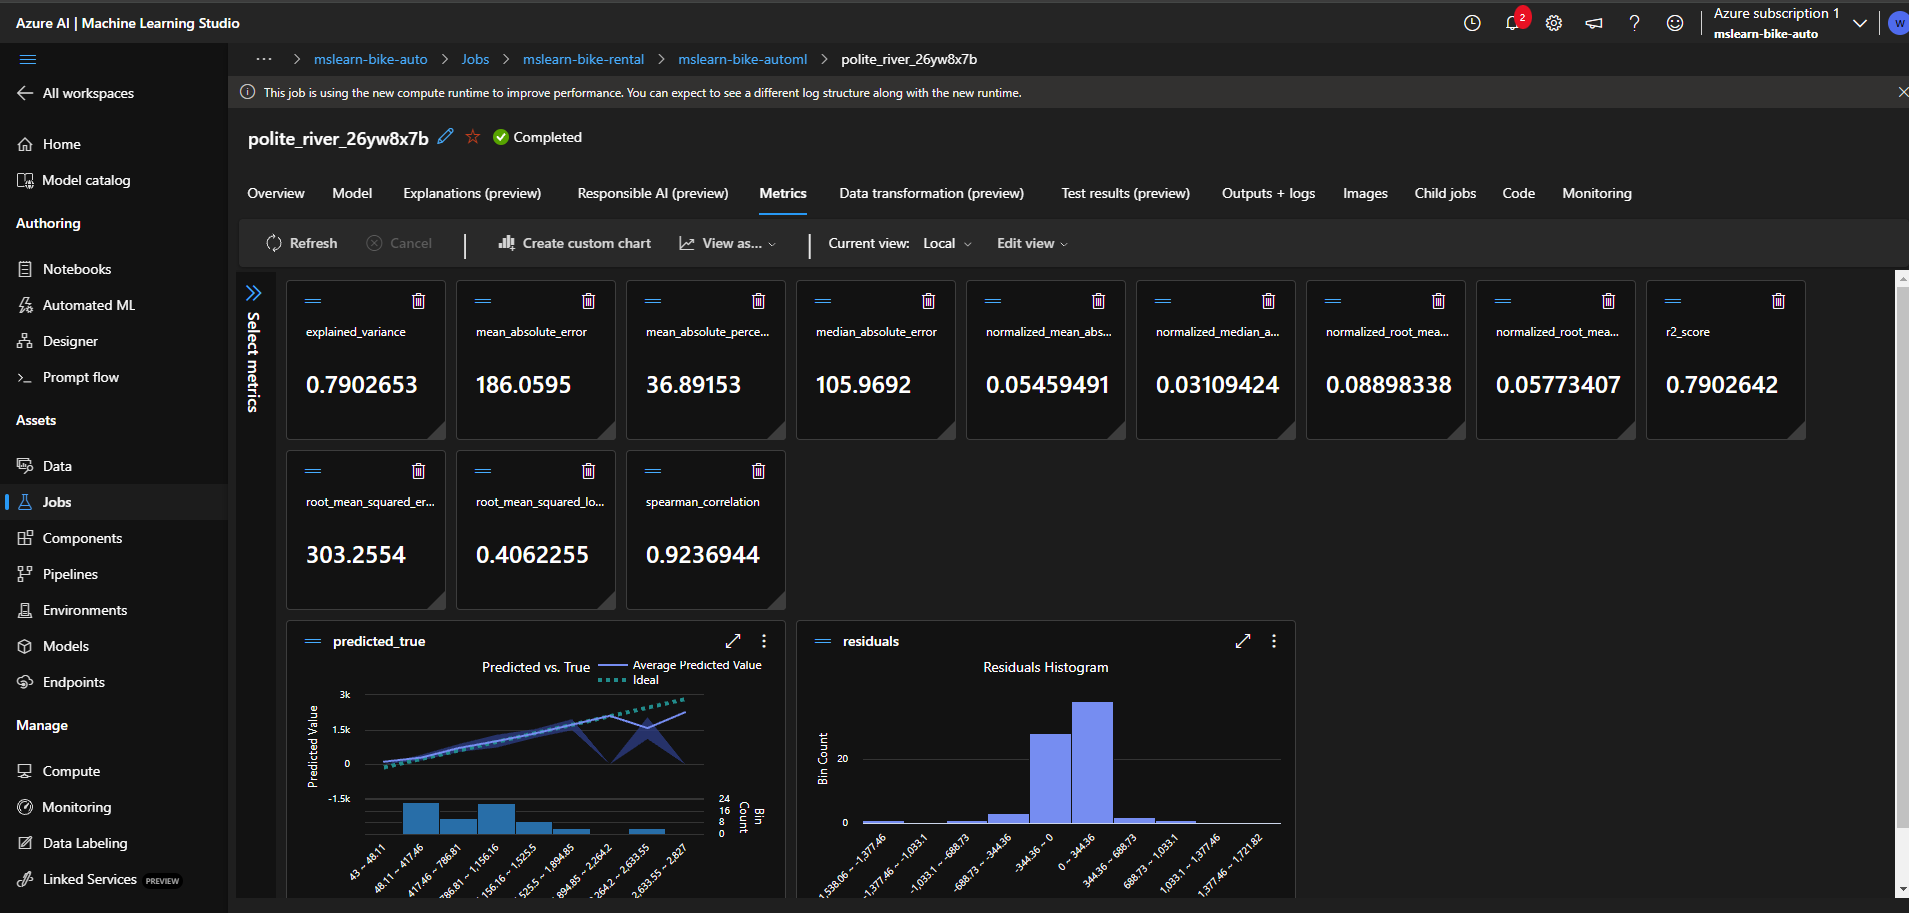 Azure AI | Machine Learning Studio
2
Azure subscription 1
mslearn-bike-auto
W
All workspaces
Home
Model catalog
Authoring
Notebooks
Automated ML
Designer
Prompt flow
Assets
Data
Jobs
Components
Pipelines
Environments
Models
Endpoints
Manage
Compute
Monitoring
Data Labeling
Linked Services PREVIEW
... > mslearn-bike-auto > Jobs > mslearn-bike-rental > mslearn-bike-automl > polite_river_26yw8x7b
This job is using the new compute runtime to improve performance. You can expect to see a different log structure along with the new runtime.
polite_river_26yw8x7b Completed
Overview Model Explanations (preview) Responsible AI (preview) Metrics Data transformation (preview) Test results (preview) Outputs + logs Images Child jobs Code Monitoring
Refresh Cancel | Create custom chart View as... | Current view: Local Edit view
Select metrics
explained_variance
0.7902653
mean_absolute_error
186.0595
mean_absolute_perce...
36.89153
median_absolute_error
105.9692
normalized_mean_abs...
0.05459491
normalized_median_a...
0.03109424
normalized_root_mea...
0.08898338
normalized_root_mea...
0.05773407
r2_score
0.7902642
root_mean_squared_er...
303.2554
root_mean_squared_lo...
0.4062255
spearman_correlation
0.9236944
predicted_true
Predicted vs. True
Average Predicted Value
Ideal
Predicted Value
3k
1.5k
0
-1.5k
24
16
8
0
Bin
Count
43 ~ 48.11
48.11 ~ 417.46
417.46 ~ 786.81
786.81 ~ 1,156.16
156.16 ~ 1,525.5
525.5 ~ 1,894.85
894.85 ~ 2,264.2
264.2 ~ 2,633.55
2,633.55 ~ 2,827
residuals
Residuals Histogram
Bin Count
20
0
1,538.06 ~ -1,377.46
-1,377.46 ~ -1,033.1
-1,033.1 ~ -688.73
-688.73 ~ -344.36
-344.36 ~ 0
0 ~ 344.36
344.36 ~ 688.73
688.73 ~ 1,033.1
1,033.1 ~ 1,377.46
1,377.46 ~ 1,721.82